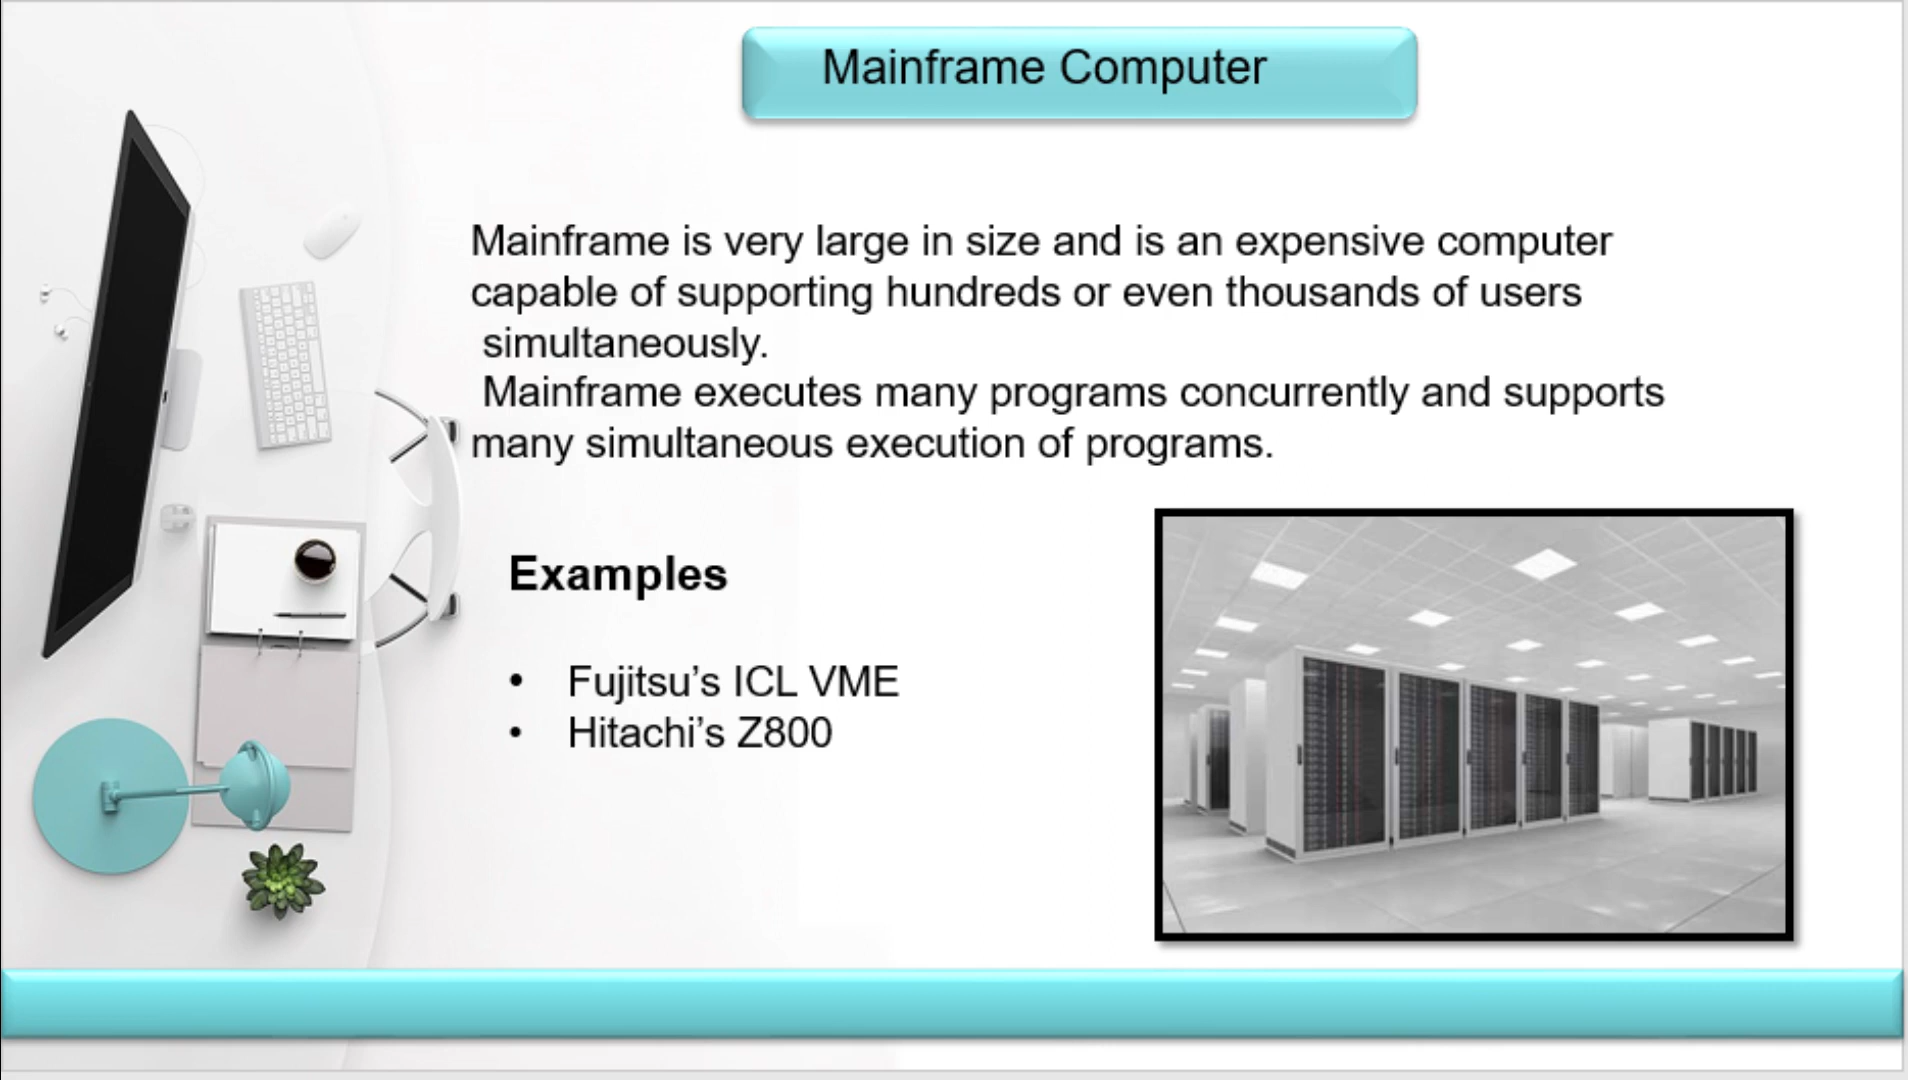 Mainframe Computer
Mainframe is very large in size and is an expensive computer
capable of supporting hundreds or even thousands of users
simultaneously.
Mainframe executes many programs concurrently and supports
many simultaneous execution of programs.
Examples
• Fujitsu’s ICL VME
• Hitachi’s Z800